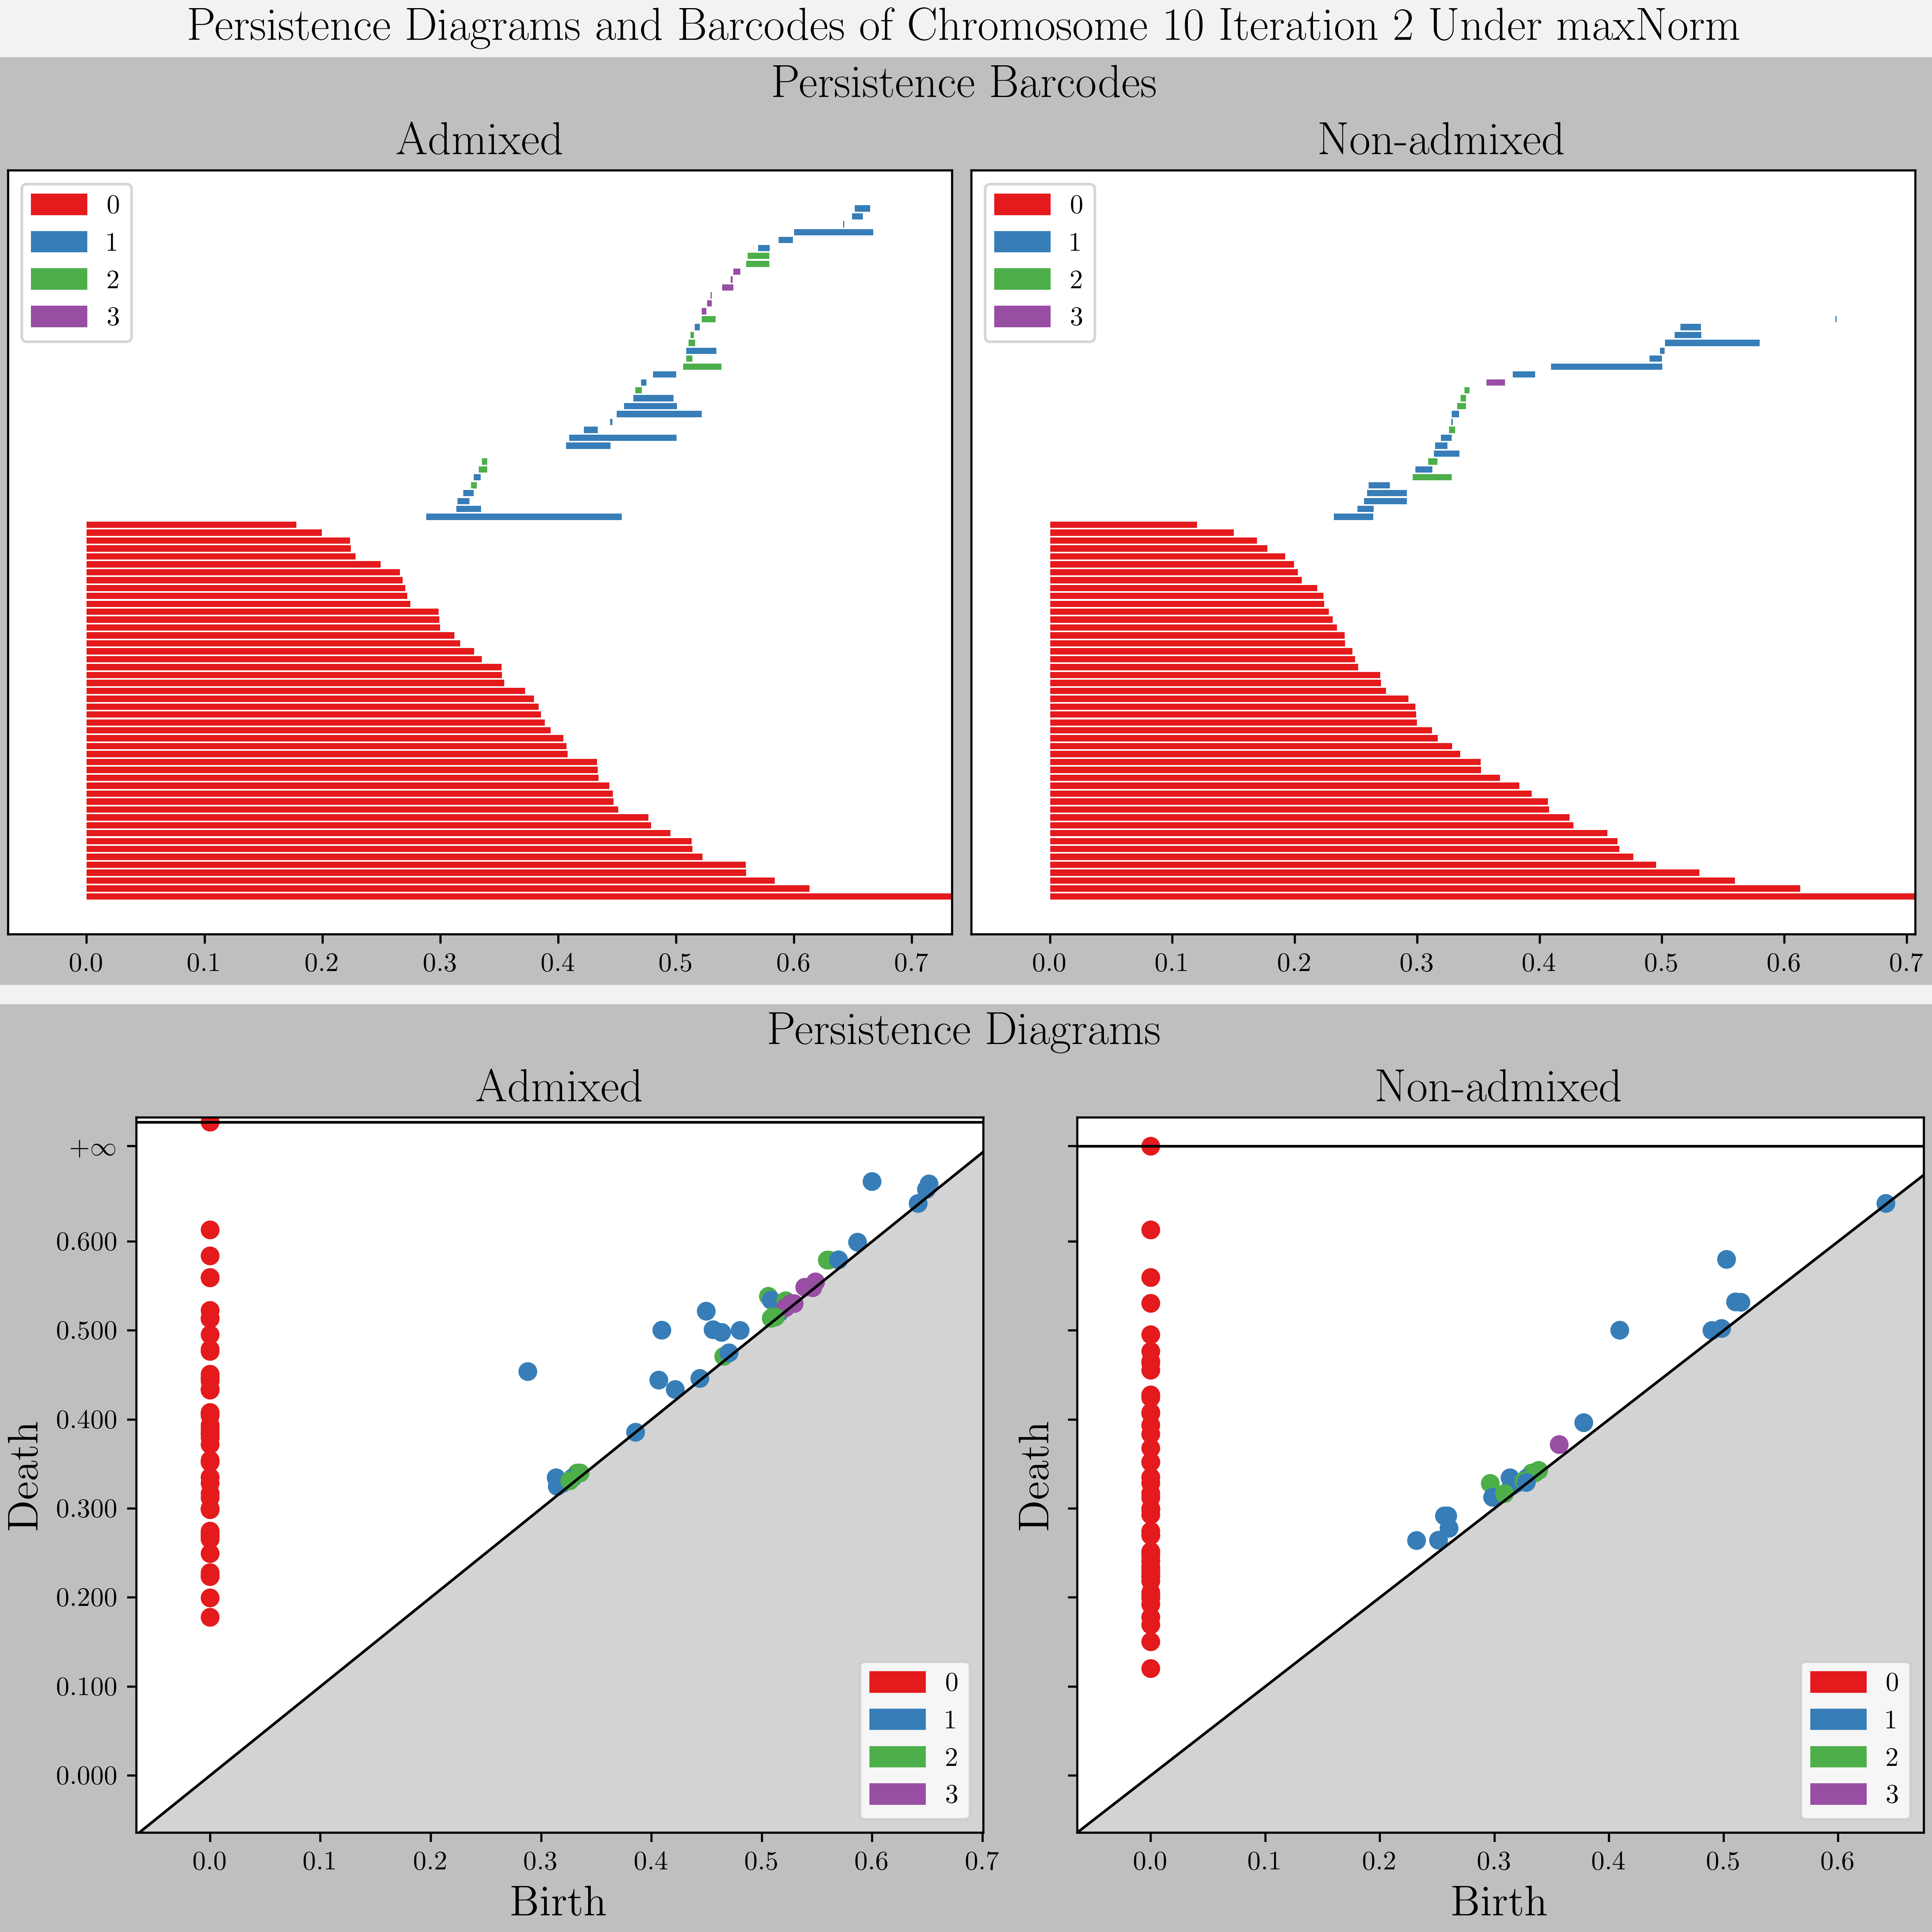 Persistence Diagrams and Barcodes of Chromosome 10 Iteration 2 Under maxNorm
Persistence Barcodes
Admixed
Non-admixed
0
1
2
3
0
1
2
3
0.0 0.1 0.2 0.3 0.4 0.5 0.6 0.7
0.0 0.1 0.2 0.3 0.4 0.5 0.6 0.7
Persistence Diagrams
Admixed
Non-admixed
+∞
0.600
0.500
0.400
0.300
0.200
0.100
0.000
Death
Death
0
1
2
3
0
1
2
3
0.0 0.1 0.2 0.3 0.4 0.5 0.6 0.7
0.0 0.1 0.2 0.3 0.4 0.5 0.6
Birth
Birth